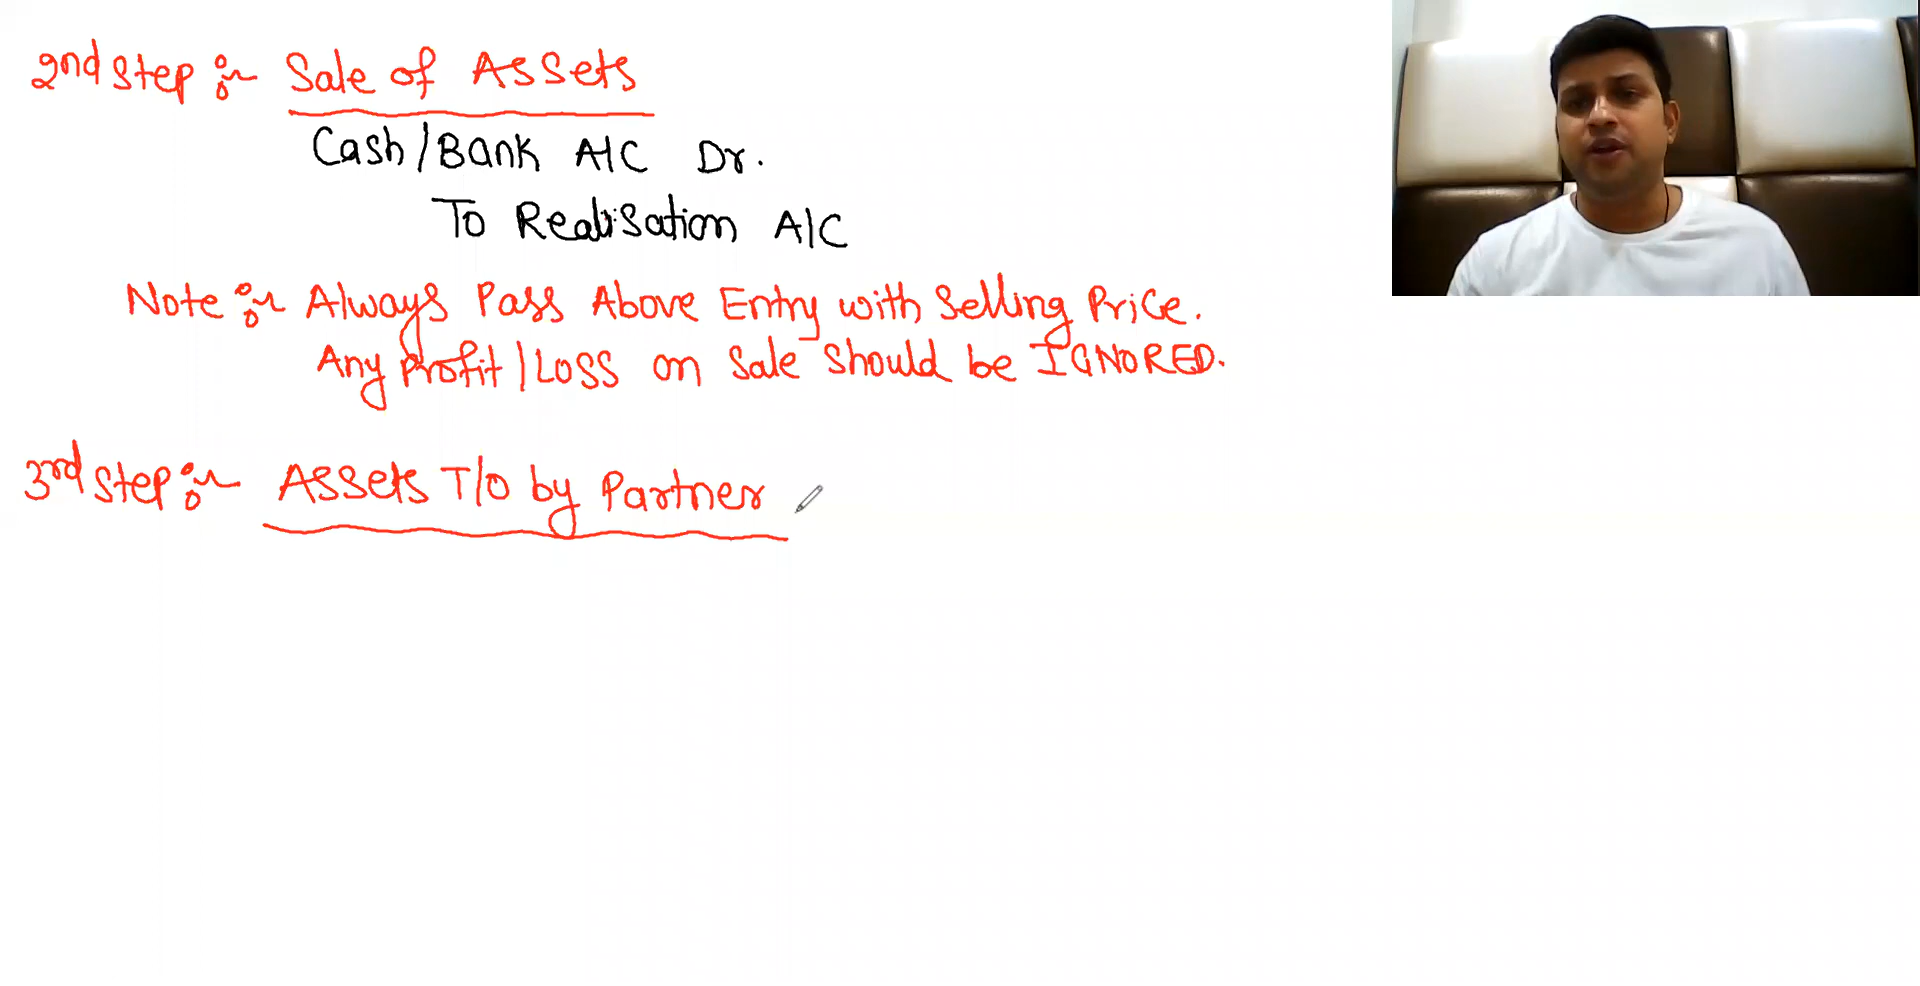 2nd Step :- Sale of Assets
Cash/Bank A/C Dr.
To Realisation A/C
Note :- Always Pass Above Entry with Selling Price.
Any Profit/Loss on Sale Should be IGNORED.
3rd Step :- Assets T/O by Partner